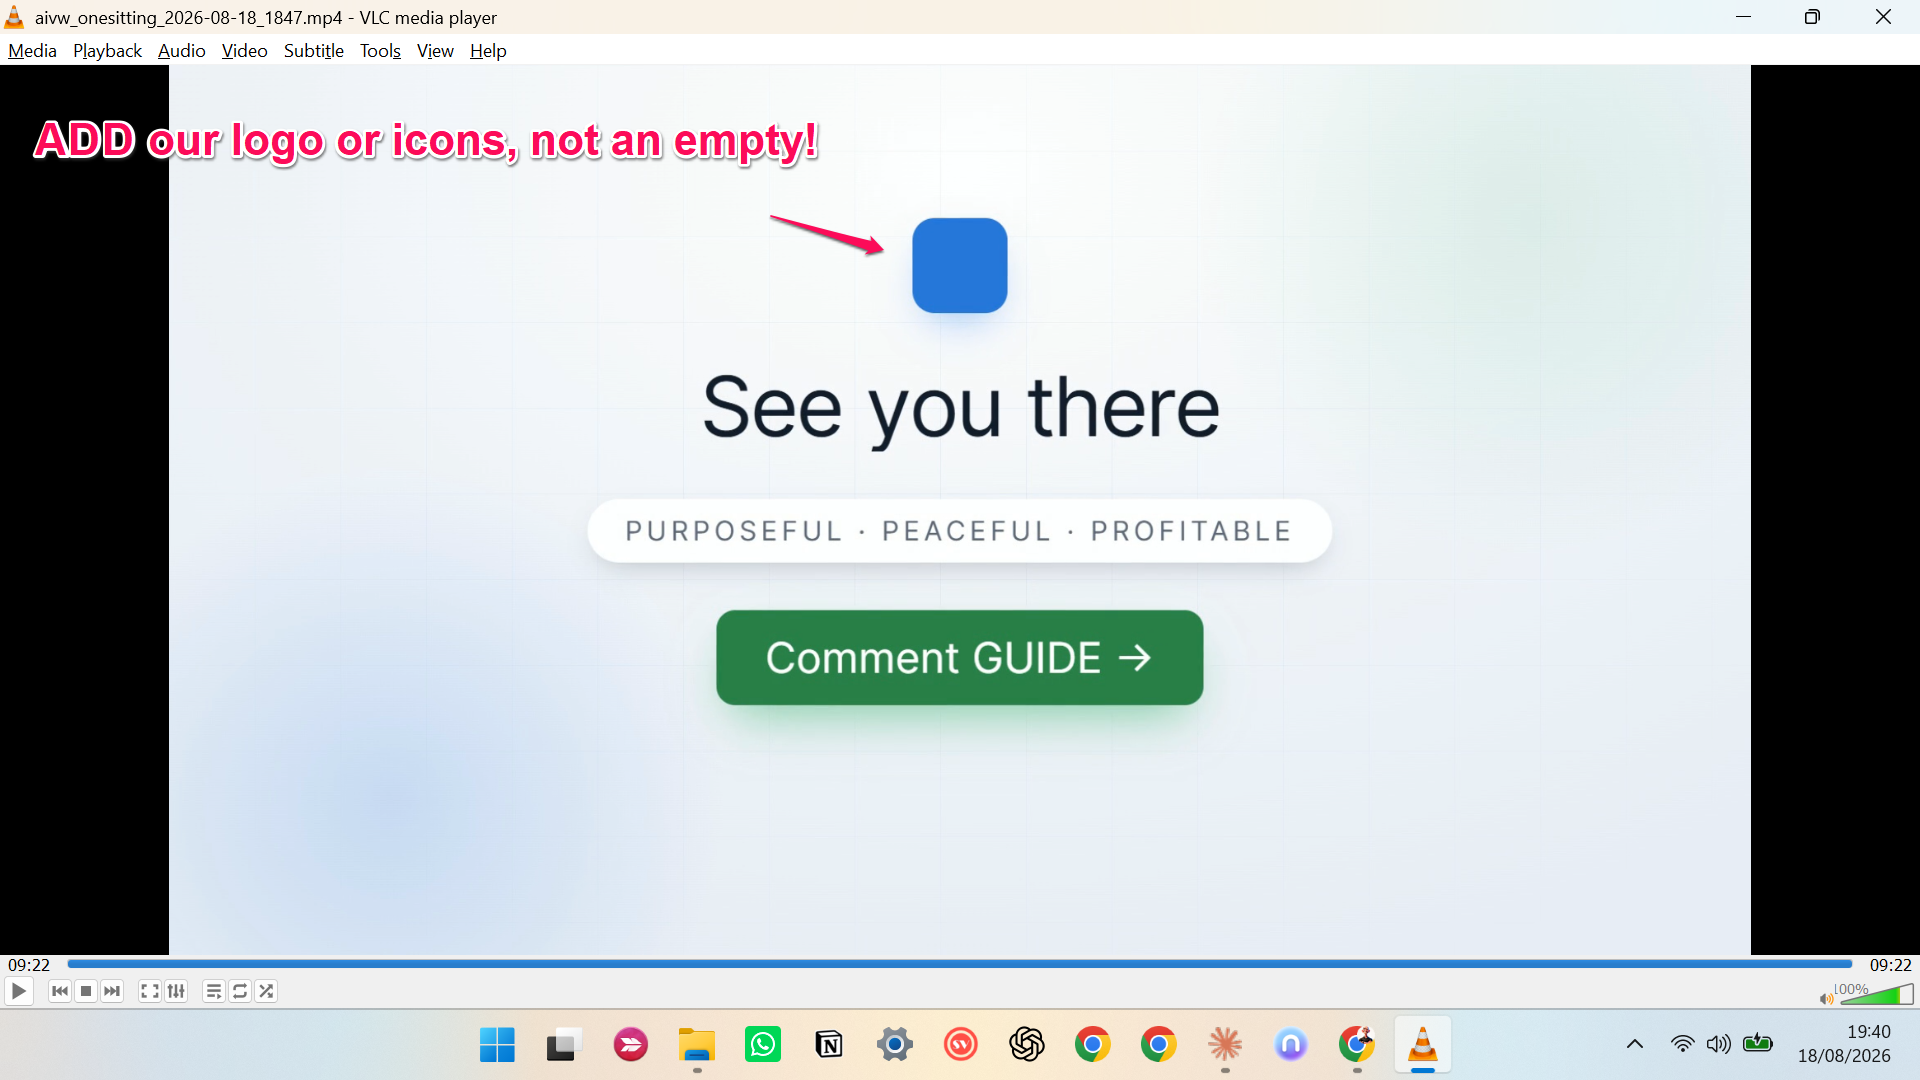 aivw_onesitting_2026-08-18_1847.mp4 - VLC media player
Media Playback Audio Video Subtitle Tools View Help
ADD our logo or icons, not an empty!
See you there
PURPOSEFUL · PEACEFUL · PROFITABLE
Comment GUIDE →
09:22
09:22
100%
19:40
18/08/2026